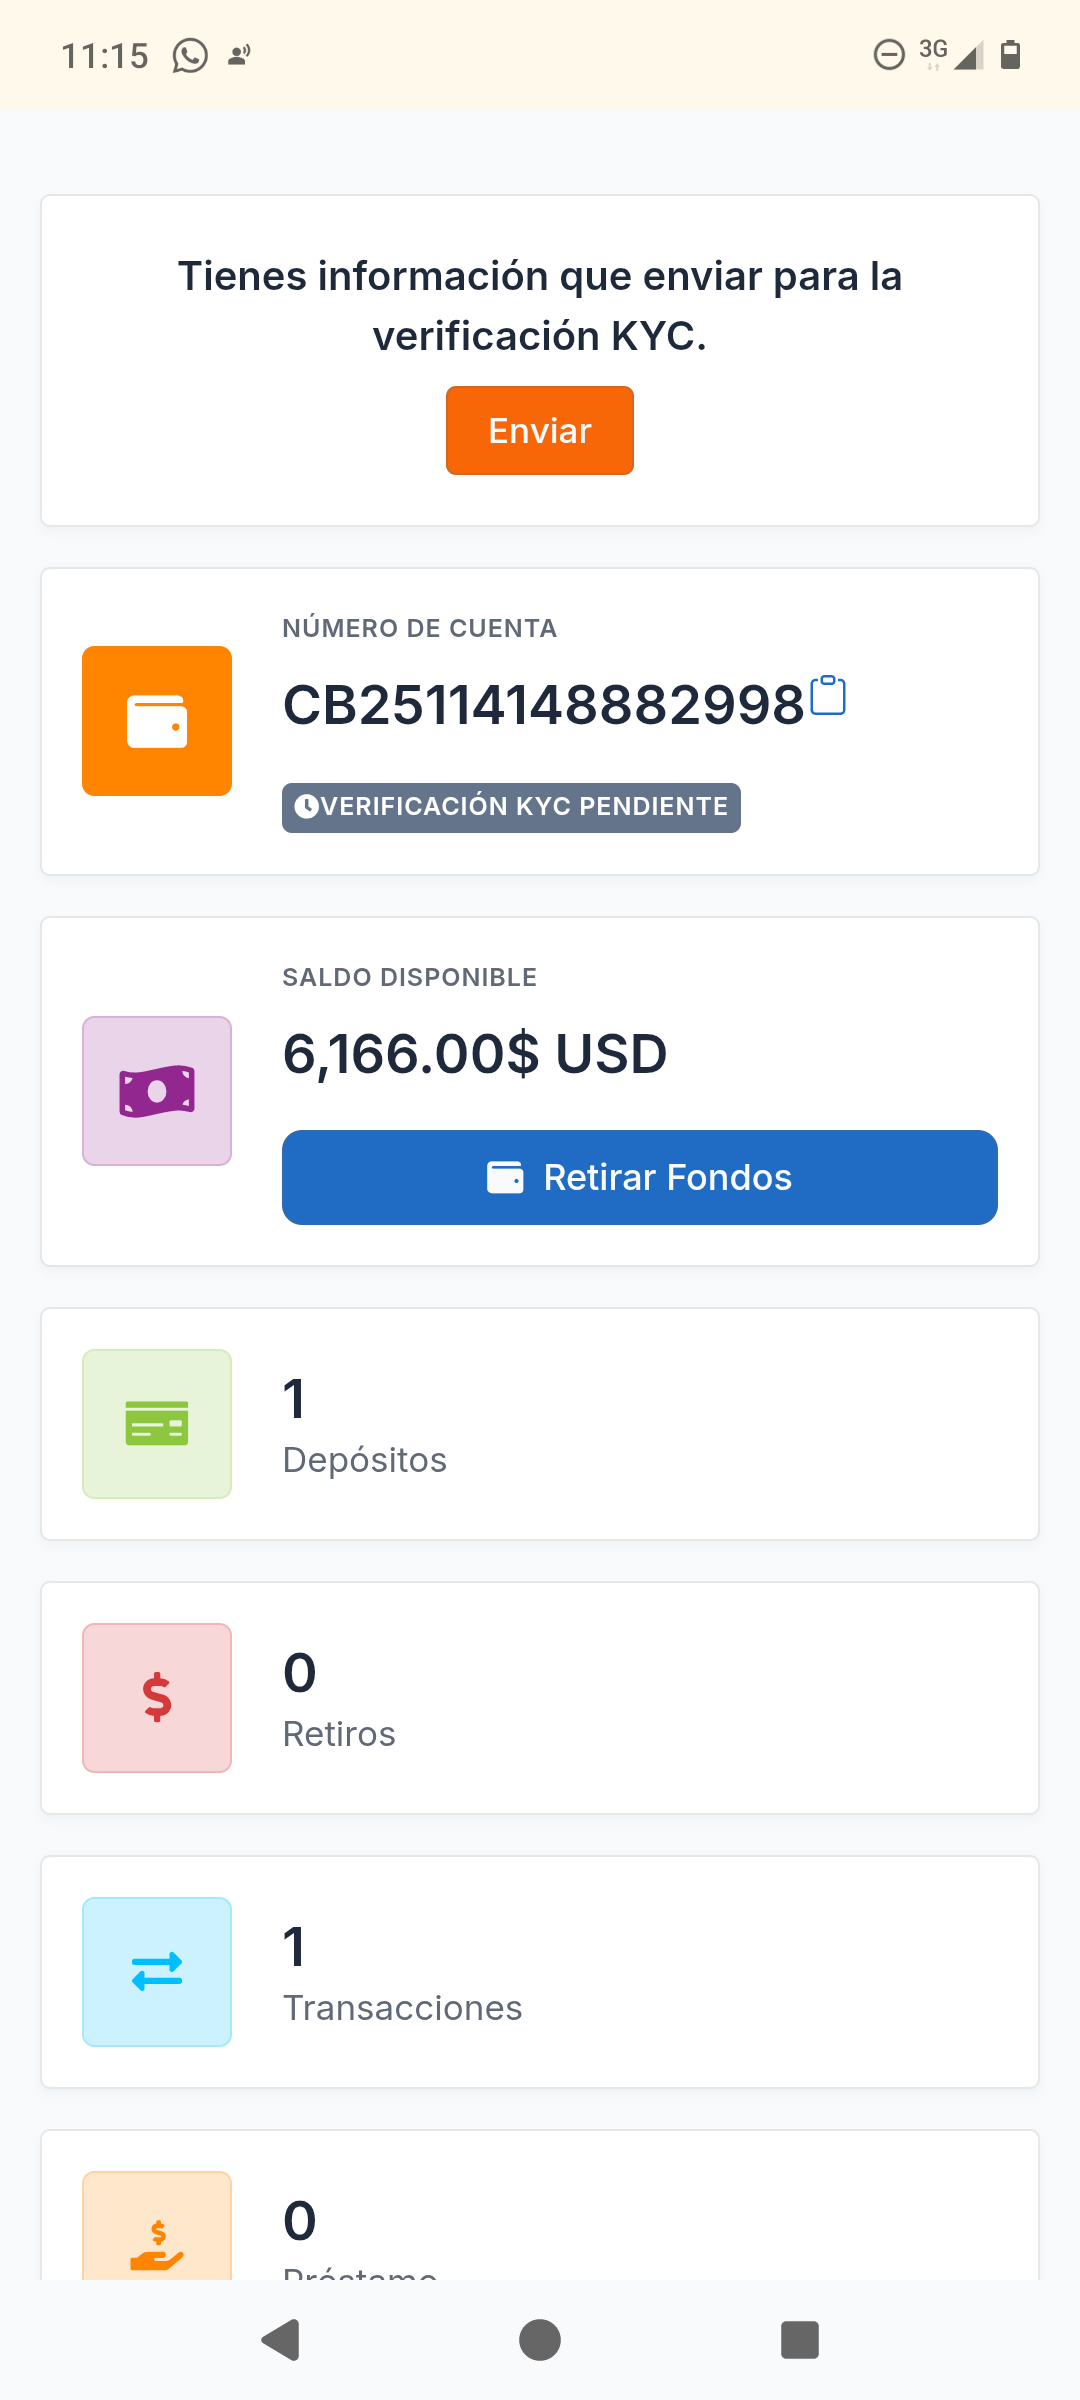 11:15
3G
Tienes información que enviar para la
verificación KYC.
Enviar
NÚMERO DE CUENTA
CB25114148882998
VERIFICACIÓN KYC PENDIENTE
SALDO DISPONIBLE
6,166.00$ USD
Retirar Fondos
1
Depósitos
0
Retiros
1
Transacciones
0
Préstamo